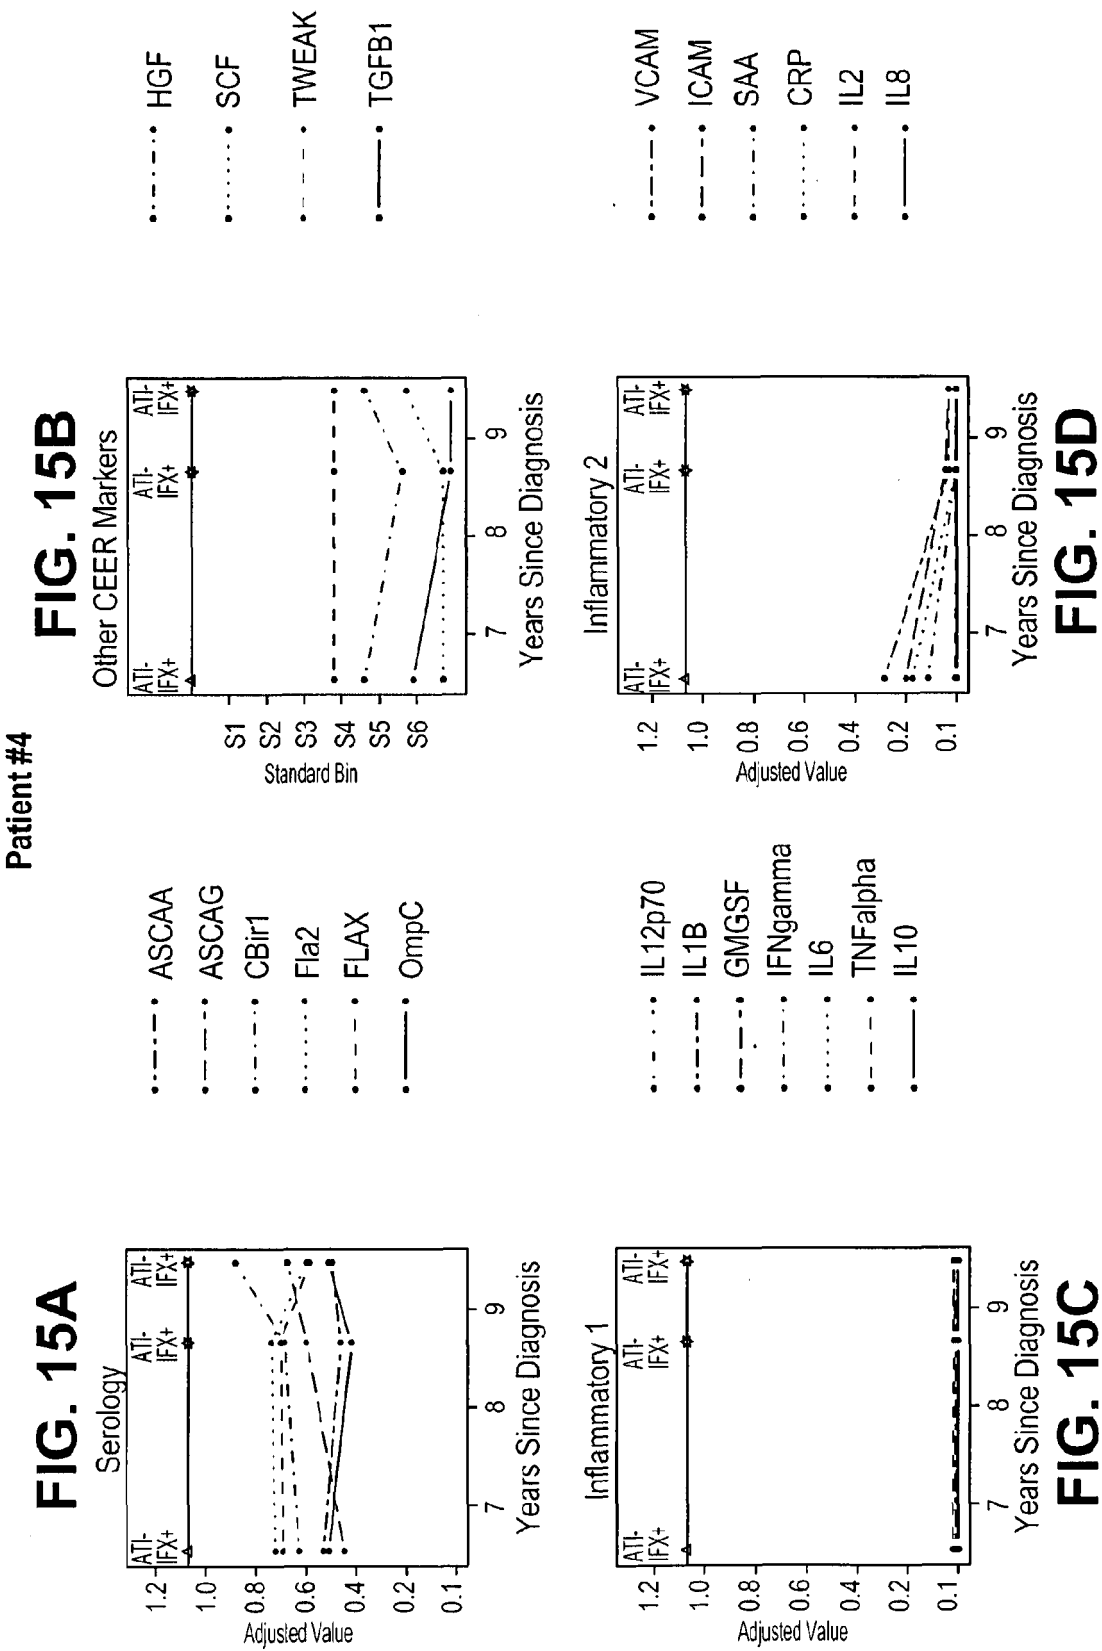 Patient #4
FIG. 15A
Serology
ATI- ATI- ATI-
IFX+ IFX+ IFX+
1.2
1.0
0.8
0.6
0.4
0.1
Adjusted Value
7 8 9
Years Since Diagnosis
ASCAA
ASCAG
CBir1
Fla2
FLAX
OmpC
FIG. 15B
Other CEER Markers
ATI- ATI- ATI-
IFX+ IFX+ IFX+
S1
S2
S3
S4
S5
S6
Standard Bin
7 8 9
Years Since Diagnosis
HGF
SCF
TWEAK
TGFB1
Inflammatory 1
ATI- ATI- ATI-
IFX+ IFX+ IFX+
1.2
1.0
0.8
0.6
0.4
0.2
0.1
Adjusted Value
7 8 9
Years Since Diagnosis
FIG. 15C
IL12p70
IL1B
GMGSF
IFNgamma
IL6
TNFalpha
IL10
Inflammatory 2
ATI- ATI- ATI-
IFX+ IFX+ IFX+
1.2
1.0
0.8
0.6
0.4
0.2
0.1
Adjusted Value
7 8 9
Years Since Diagnosis
FIG. 15D
VCAM
ICAM
SAA
CRP
IL2
IL8